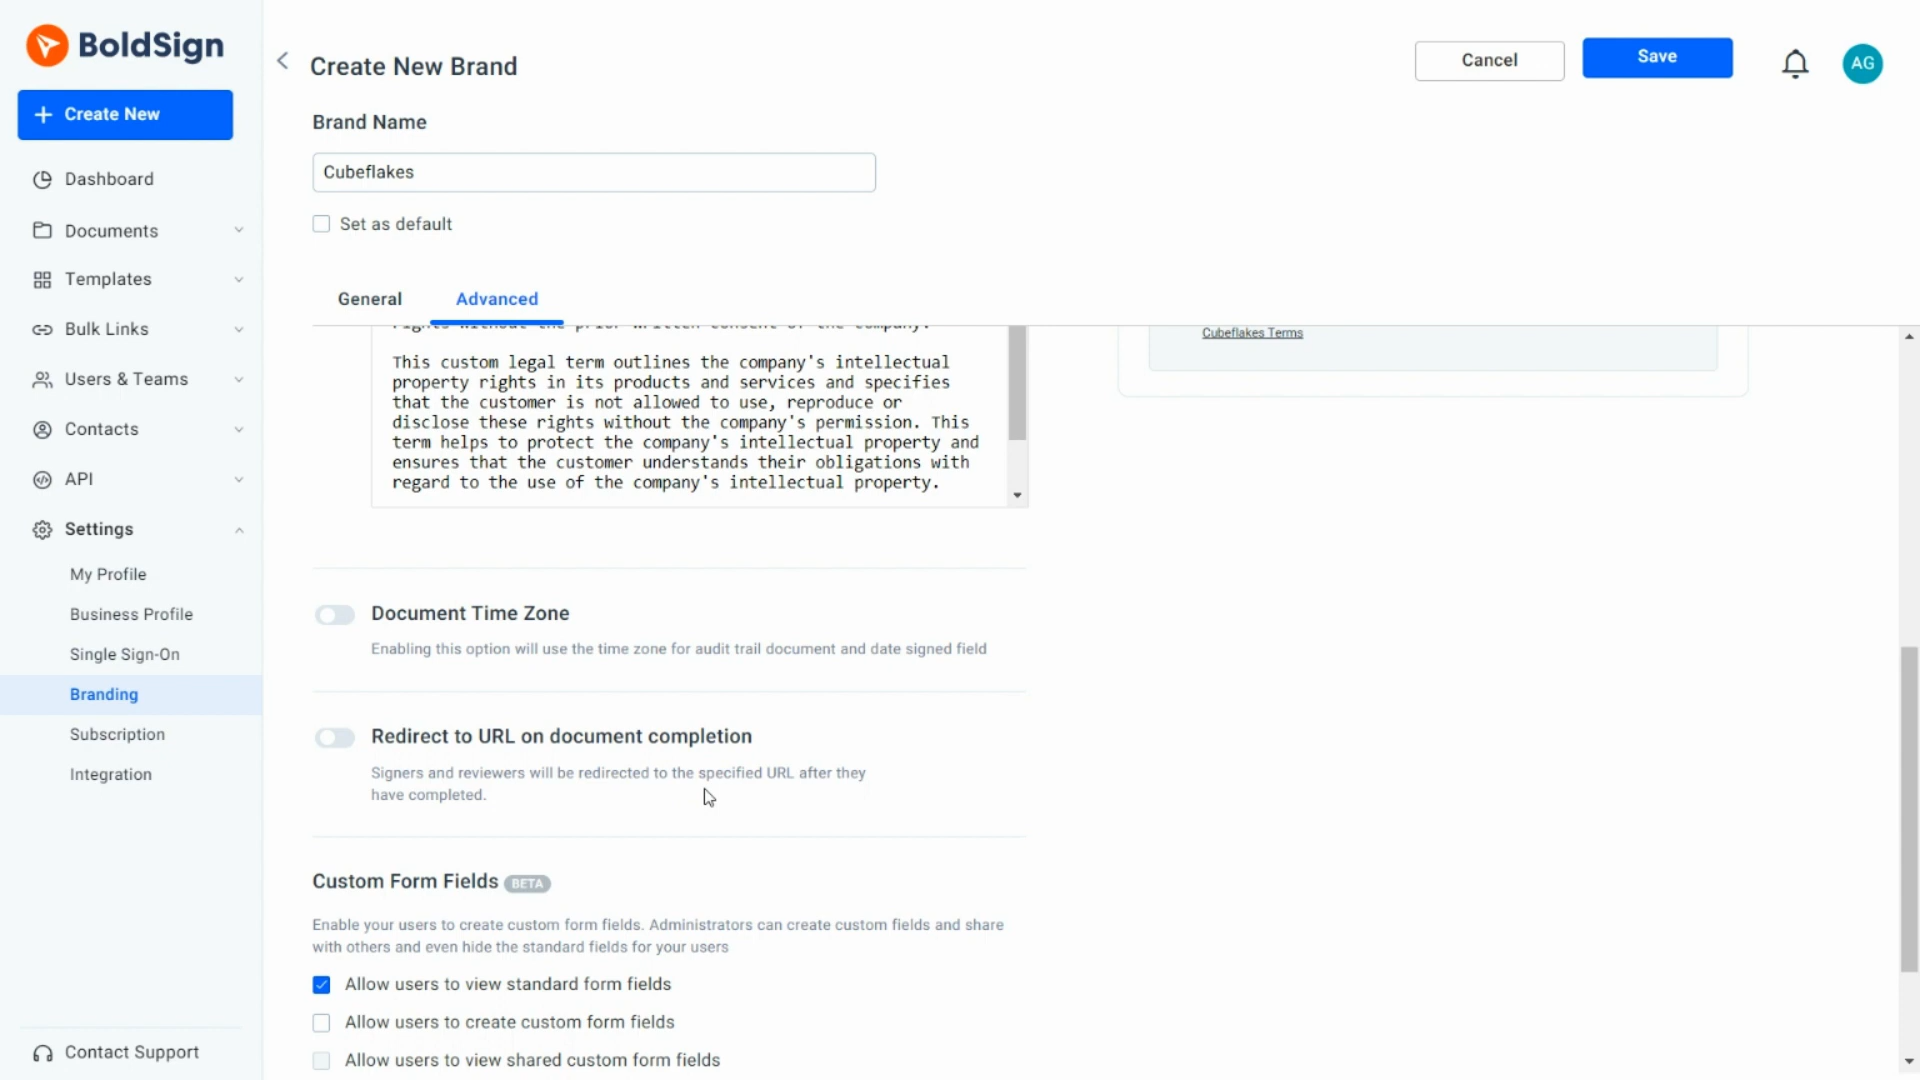 BoldSign
Create New
Dashboard
Documents
Templates
Bulk Links
Users & Teams
Contacts
API
Settings
My Profile
Business Profile
Single Sign-On
Branding
Subscription
Integration
Contact Support
Create New Brand
Cancel
Save
AG
Brand Name
Cubeflakes
Set as default
General
Advanced
rights without the prior written consent of the company.
This custom legal term outlines the company's intellectual
property rights in its products and services and specifies
that the customer is not allowed to use, reproduce or
disclose these rights without the company's permission. This
term helps to protect the company's intellectual property and
ensures that the customer understands their obligations with
regard to the use of the company's intellectual property.
Cubeflakes Terms
Document Time Zone
Enabling this option will use the time zone for audit trail document and date signed field
Redirect to URL on document completion
Signers and reviewers will be redirected to the specified URL after they
have completed.
Custom Form Fields BETA
Enable your users to create custom form fields. Administrators can create custom fields and share
with others and even hide the standard fields for your users
Allow users to view standard form fields
Allow users to create custom form fields
Allow users to view shared custom form fields